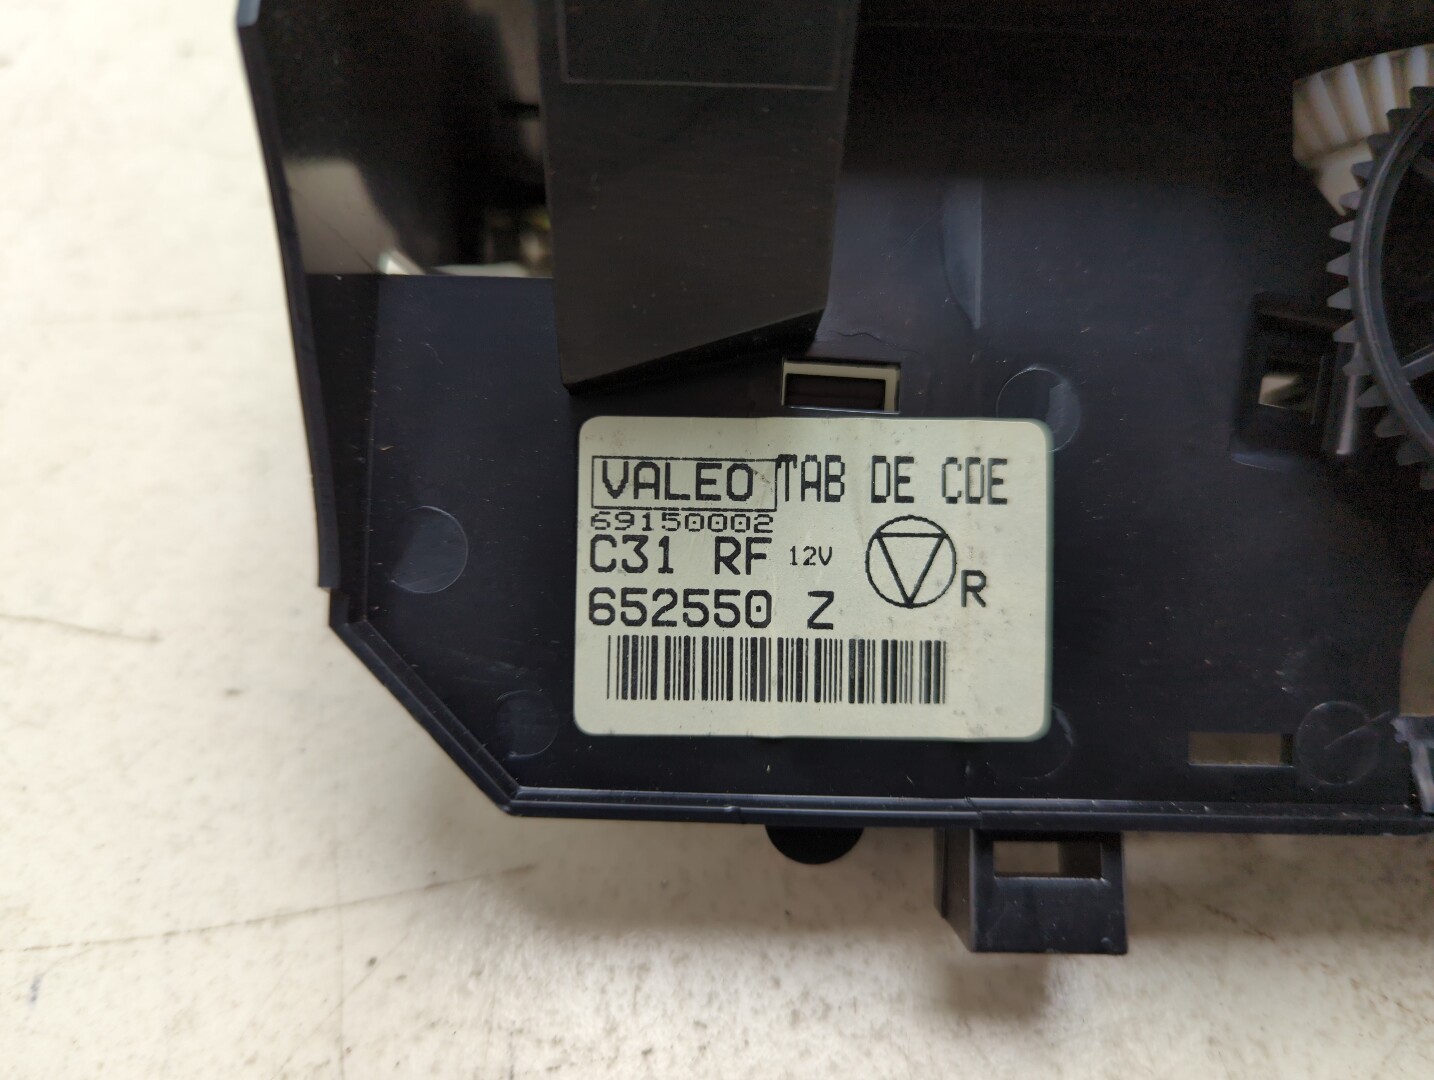 VALEO TAB DE CDE
69150002
C31 RF 12V
R
652550 Z